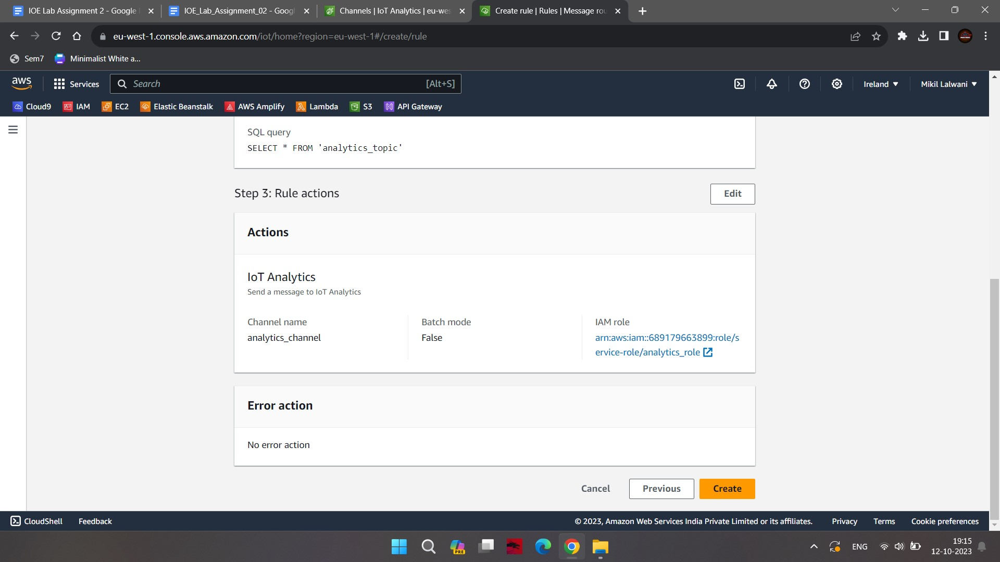 IOE Lab Assignment 2 - Google
IOE_Lab_Assignment_02 - Goog
Channels | IoT Analytics | eu-wes
Create rule | Rules | Message rou
eu-west-1.console.aws.amazon.com/iot/home?region=eu-west-1#/create/rule
Sem7
Minimalist White a...
aws
Services
Search
[Alt+S]
Ireland
Mikil Lalwani
Cloud9
IAM
EC2
Elastic Beanstalk
AWS Amplify
Lambda
S3
API Gateway
SQL query
SELECT * FROM 'analytics_topic'
Step 3: Rule actions
Edit
Actions
IoT Analytics
Send a message to IoT Analytics
Channel name
analytics_channel
Batch mode
False
IAM role
arn:aws:iam::689179663899:role/s
ervice-role/analytics_role
Error action
No error action
Cancel
Previous
Create
CloudShell
Feedback
© 2023, Amazon Web Services India Private Limited or its affiliates.
Privacy
Terms
Cookie preferences
PRE
ENG
19:15
12-10-2023